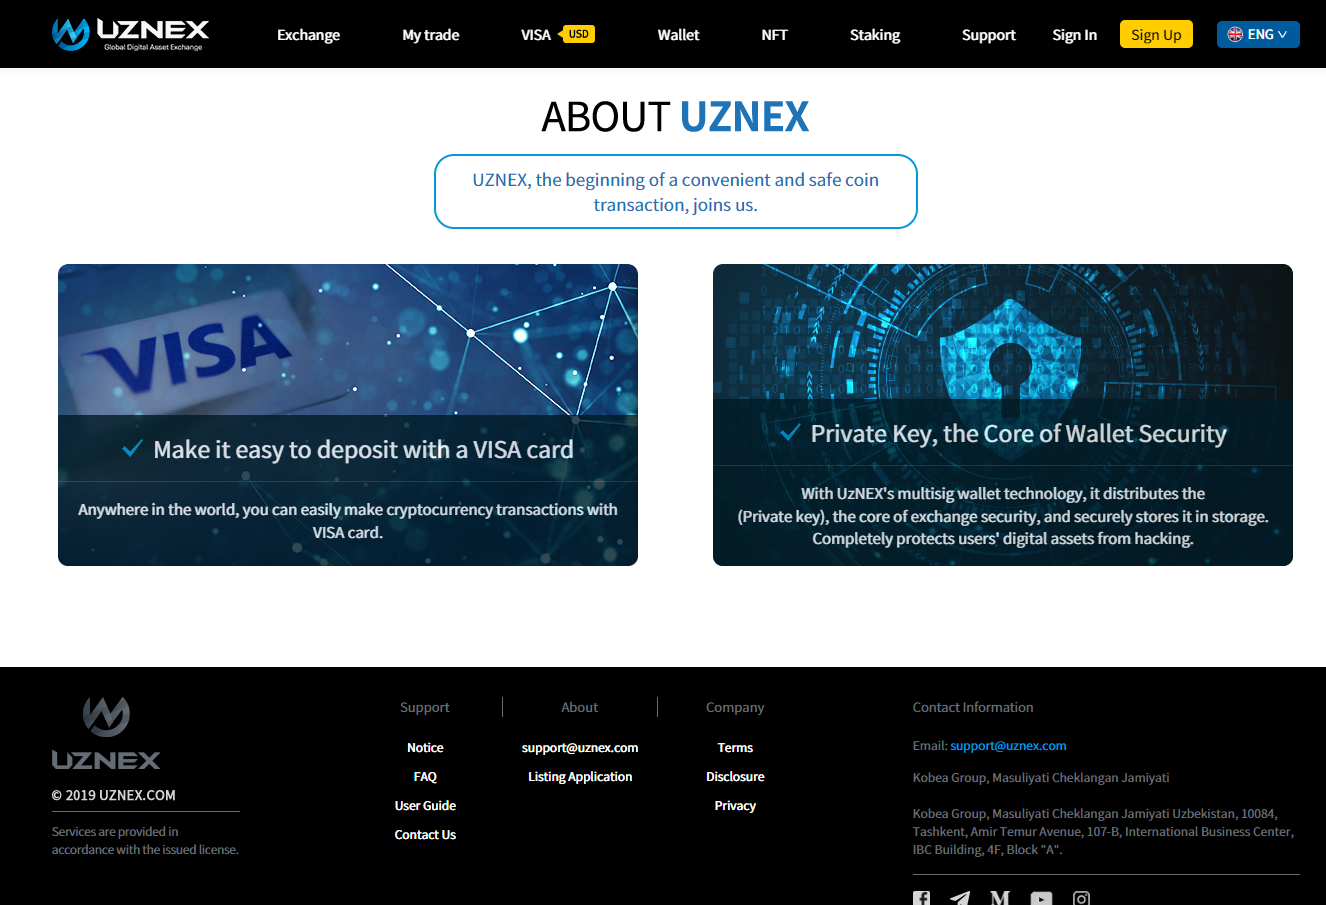 UZNEX
Global Digital Asset Exchange
Exchange
My trade
VISA
USD
Wallet
NFT
Staking
Support
Sign In
Sign Up
ENG
ABOUT UZNEX
UZNEX, the beginning of a convenient and safe coin
transaction, joins us.
VISA
Make it easy to deposit with a VISA card
Anywhere in the world, you can easily make cryptocurrency transactions with
VISA card.
Private Key, the Core of Wallet Security
With UzNEX's multisig wallet technology, it distributes the
(Private key), the core of exchange security, and securely stores it in storage.
Completely protects users' digital assets from hacking.
UZNEX
© 2019 UZNEX.COM
Services are provided in
accordance with the issued license.
Support
Notice
FAQ
User Guide
Contact Us
About
support@uznex.com
Listing Application
Company
Terms
Disclosure
Privacy
Contact Information
Email: support@uznex.com
Kobea Group, Masuliyati Cheklangan Jamiyati
Kobea Group, Masuliyati Cheklangan Jamiyati Uzbekistan, 10084,
Tashkent, Amir Temur Avenue, 107-B, International Business Center,
IBC Building, 4F, Block "A".